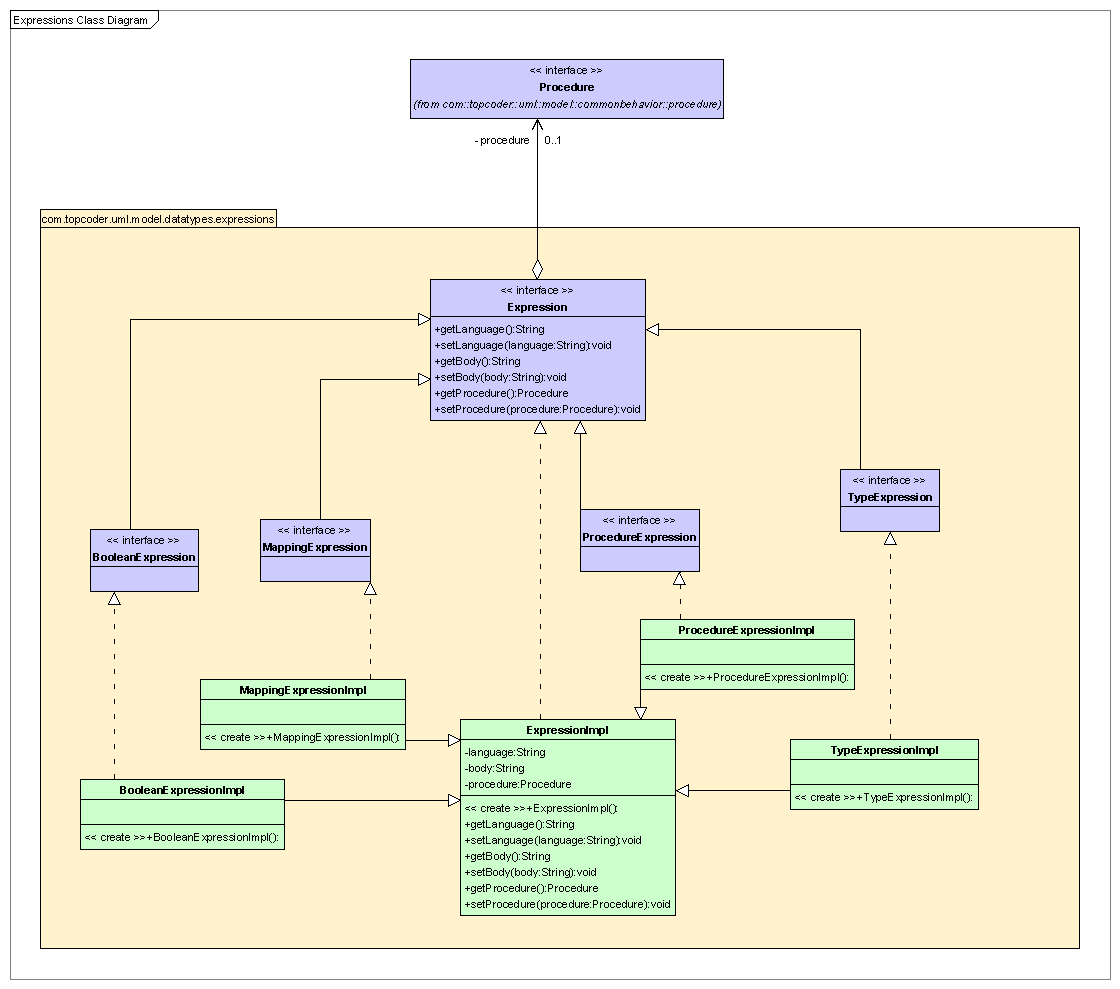 Expressions Class Diagram
<< interface >>
Procedure
(from com::topcoder::uml::model::commonbehavior::procedure)
- procedure
0..1
com.topcoder.uml.model.datatypes.expressions
<< interface >>
Expression
+getLanguage():String
+setLanguage(language:String):void
+getBody():String
+setBody(body:String):void
+getProcedure():Procedure
+setProcedure(procedure:Procedure):void
<< interface >>
TypeExpression
<< interface >>
BooleanExpression
<< interface >>
MappingExpression
<< interface >>
ProcedureExpression
ProcedureExpressionImpl
<< create >>+ProcedureExpressionImpl():
MappingExpressionImpl
<< create >>+MappingExpressionImpl():
ExpressionImpl
-language:String
-body:String
-procedure:Procedure
<< create >>+ExpressionImpl():
+getLanguage():String
+setLanguage(language:String):void
+getBody():String
+setBody(body:String):void
+getProcedure():Procedure
+setProcedure(procedure:Procedure):void
TypeExpressionImpl
<< create >>+TypeExpressionImpl():
BooleanExpressionImpl
<< create >>+BooleanExpressionImpl():